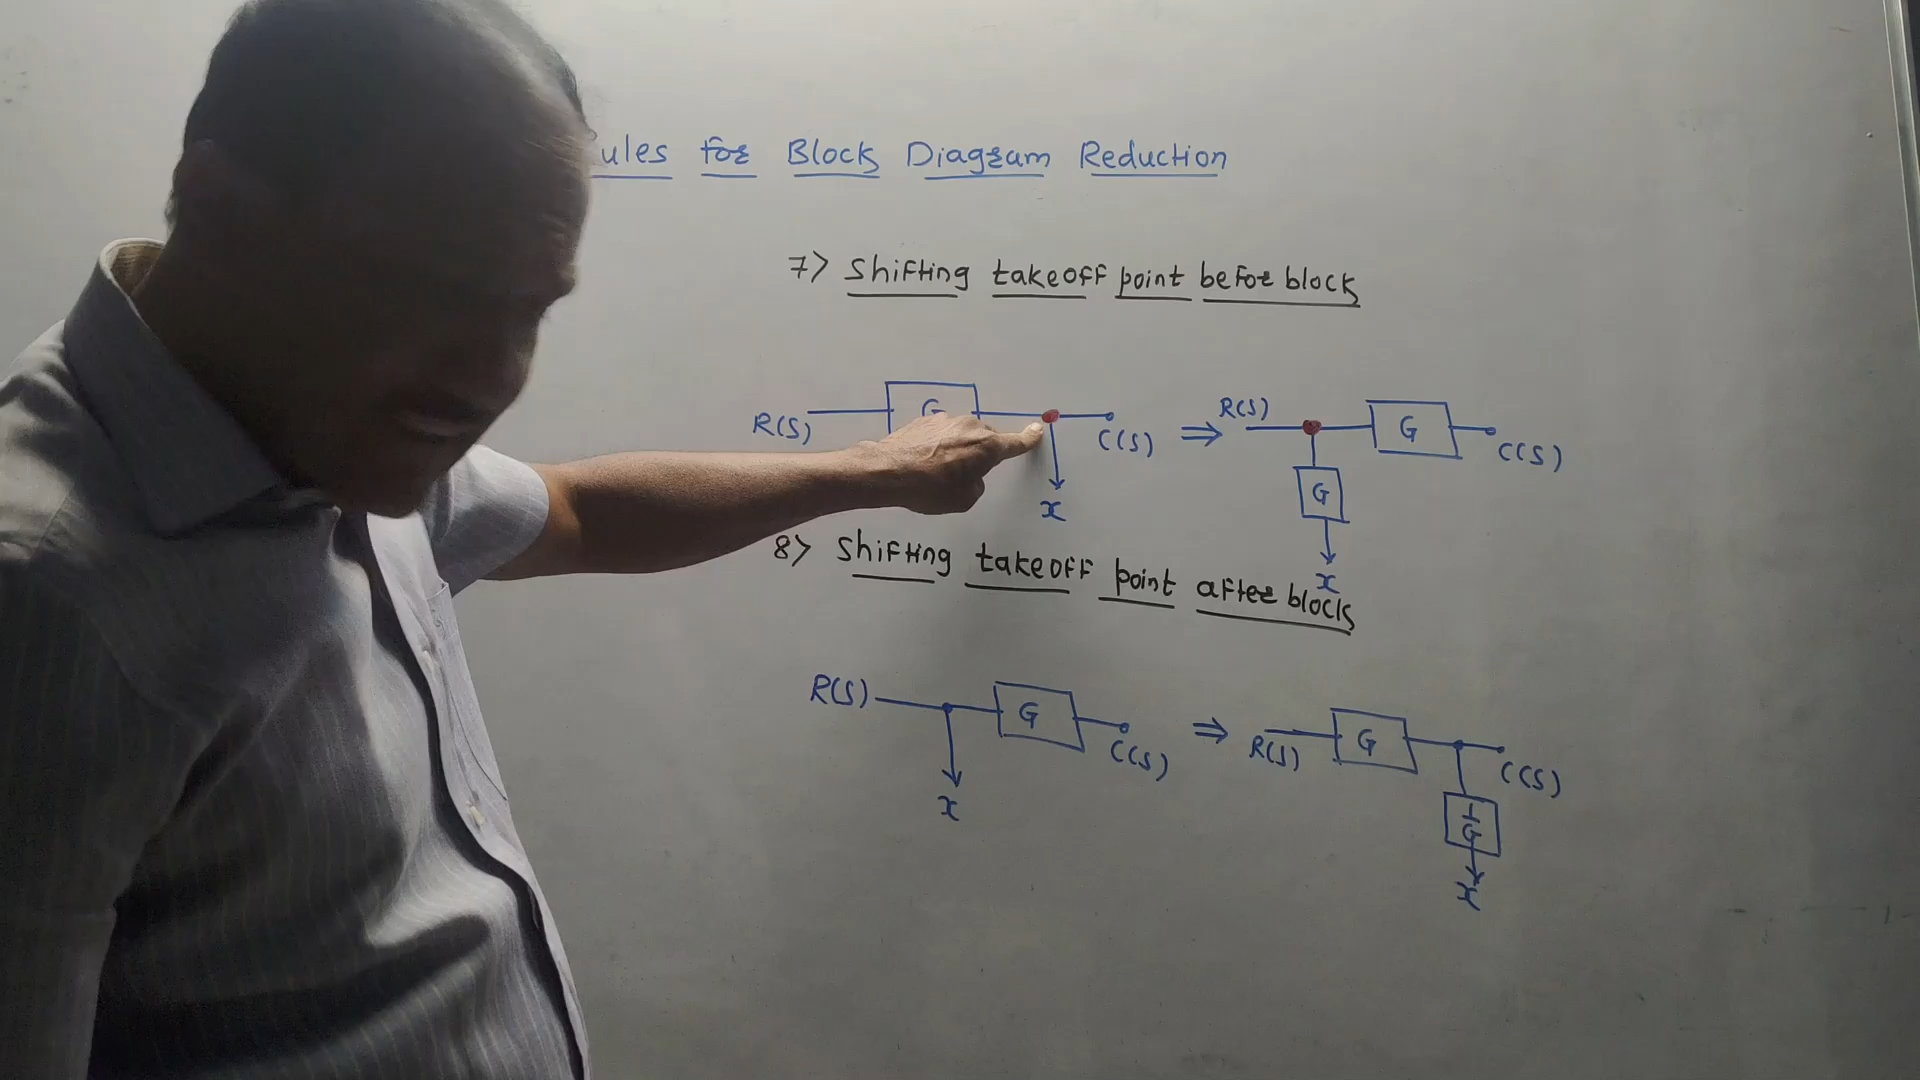 ules for Block Diagram Reduction
7> Shifting takeoff point before block
R(S) G C(S) ⇒ R(S) G C(S)
G
x
x
8> Shifting takeoff point after block
R(S) G C(S) ⇒ R(S) G C(S)
x
1/G
x